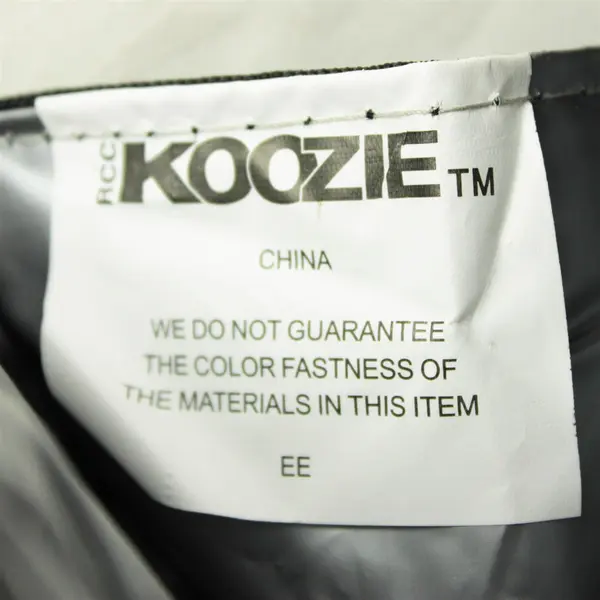 RCC KOOZIE TM
CHINA
WE DO NOT GUARANTEE
THE COLOR FASTNESS OF
THE MATERIALS IN THIS ITEM
EE